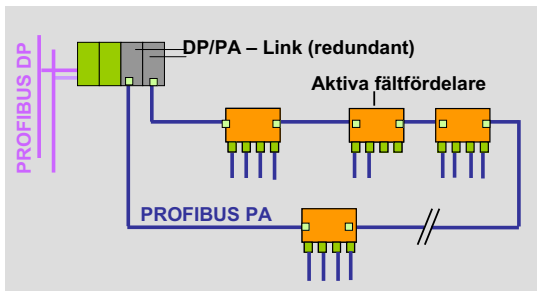 DP/PA – Link (redundant)
Aktiva fältfördelare
PROFIBUS DP
PROFIBUS PA